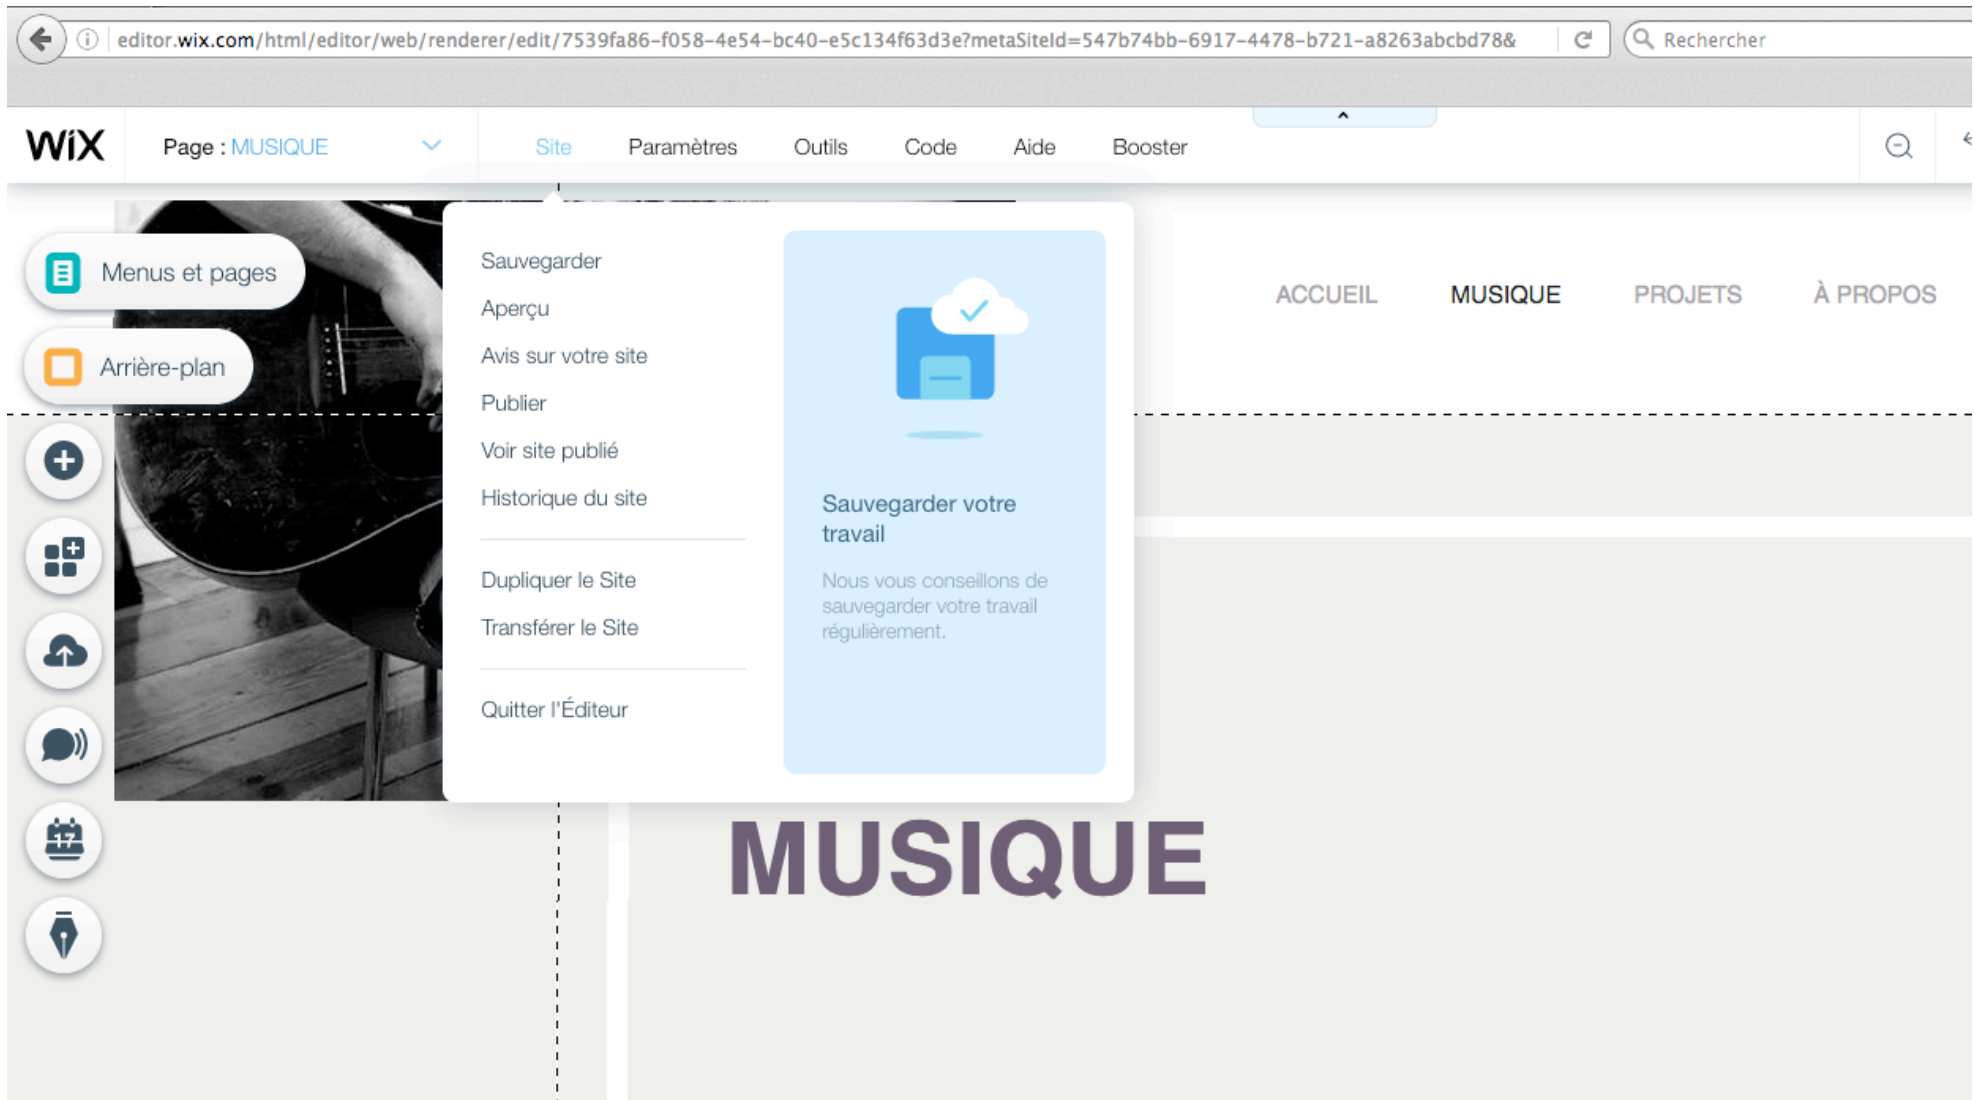 editor.wix.com/html/editor/web/renderer/edit/7539fa86-f058-4e54-bc40-e5c134f63d3e?metaSiteId=547b74bb-6917-4478-b721-a8263abcbd78&
Rechercher
WiX
Page : MUSIQUE
Site
Paramètres
Outils
Code
Aide
Booster
Menus et pages
Arrière-plan
17
Sauvegarder
Aperçu
Avis sur votre site
Publier
Voir site publié
Historique du site
Dupliquer le Site
Transférer le Site
Quitter l'Éditeur
Sauvegarder votre
travail
Nous vous conseillons de
sauvegarder votre travail
régulièrement.
ACCUEIL
MUSIQUE
PROJETS
À PROPOS
MUSIQUE